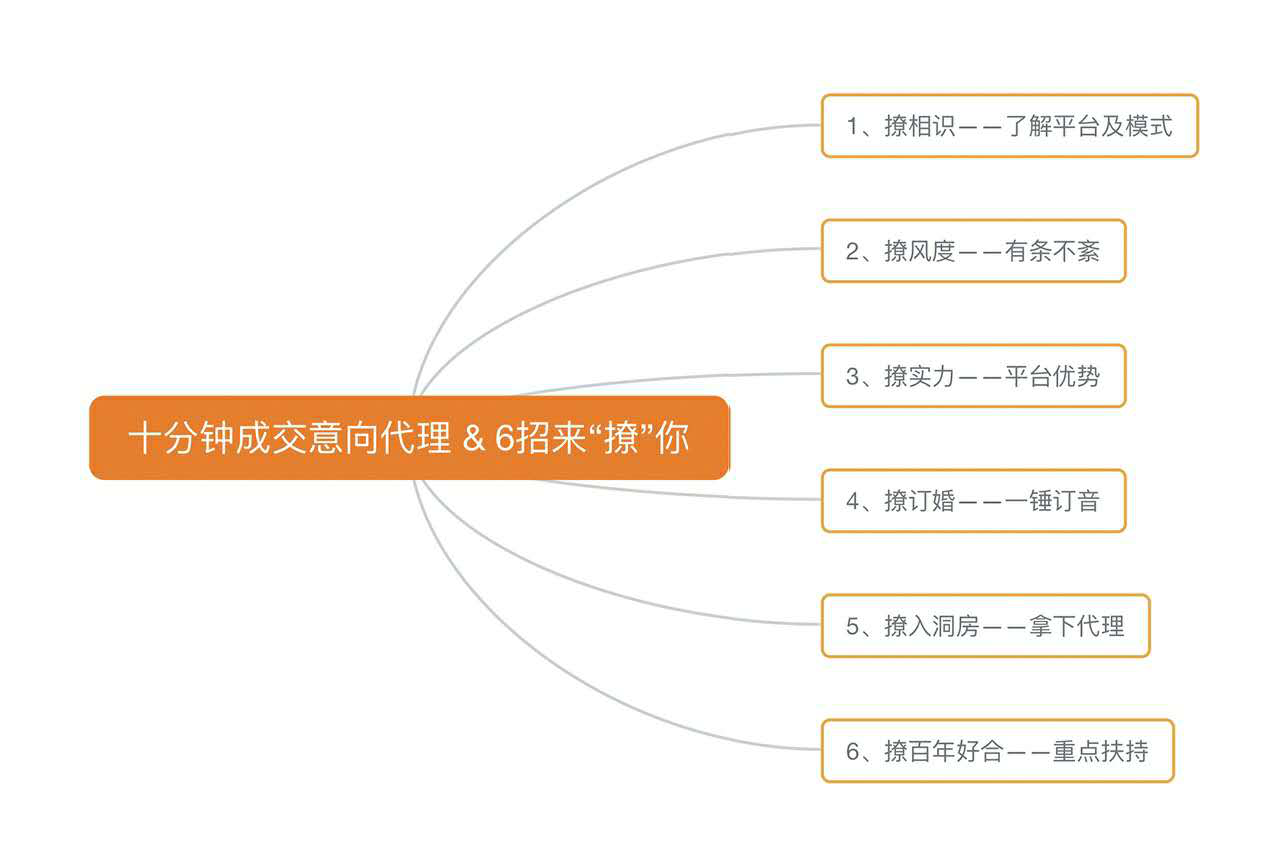 十分钟成交意向代理 & 6招来“撩”你
1、撩相识——了解平台及模式
2、撩风度——有条不紊
3、撩实力——平台优势
4、撩订婚——一锤订音
5、撩入洞房——拿下代理
6、撩百年好合——重点扶持